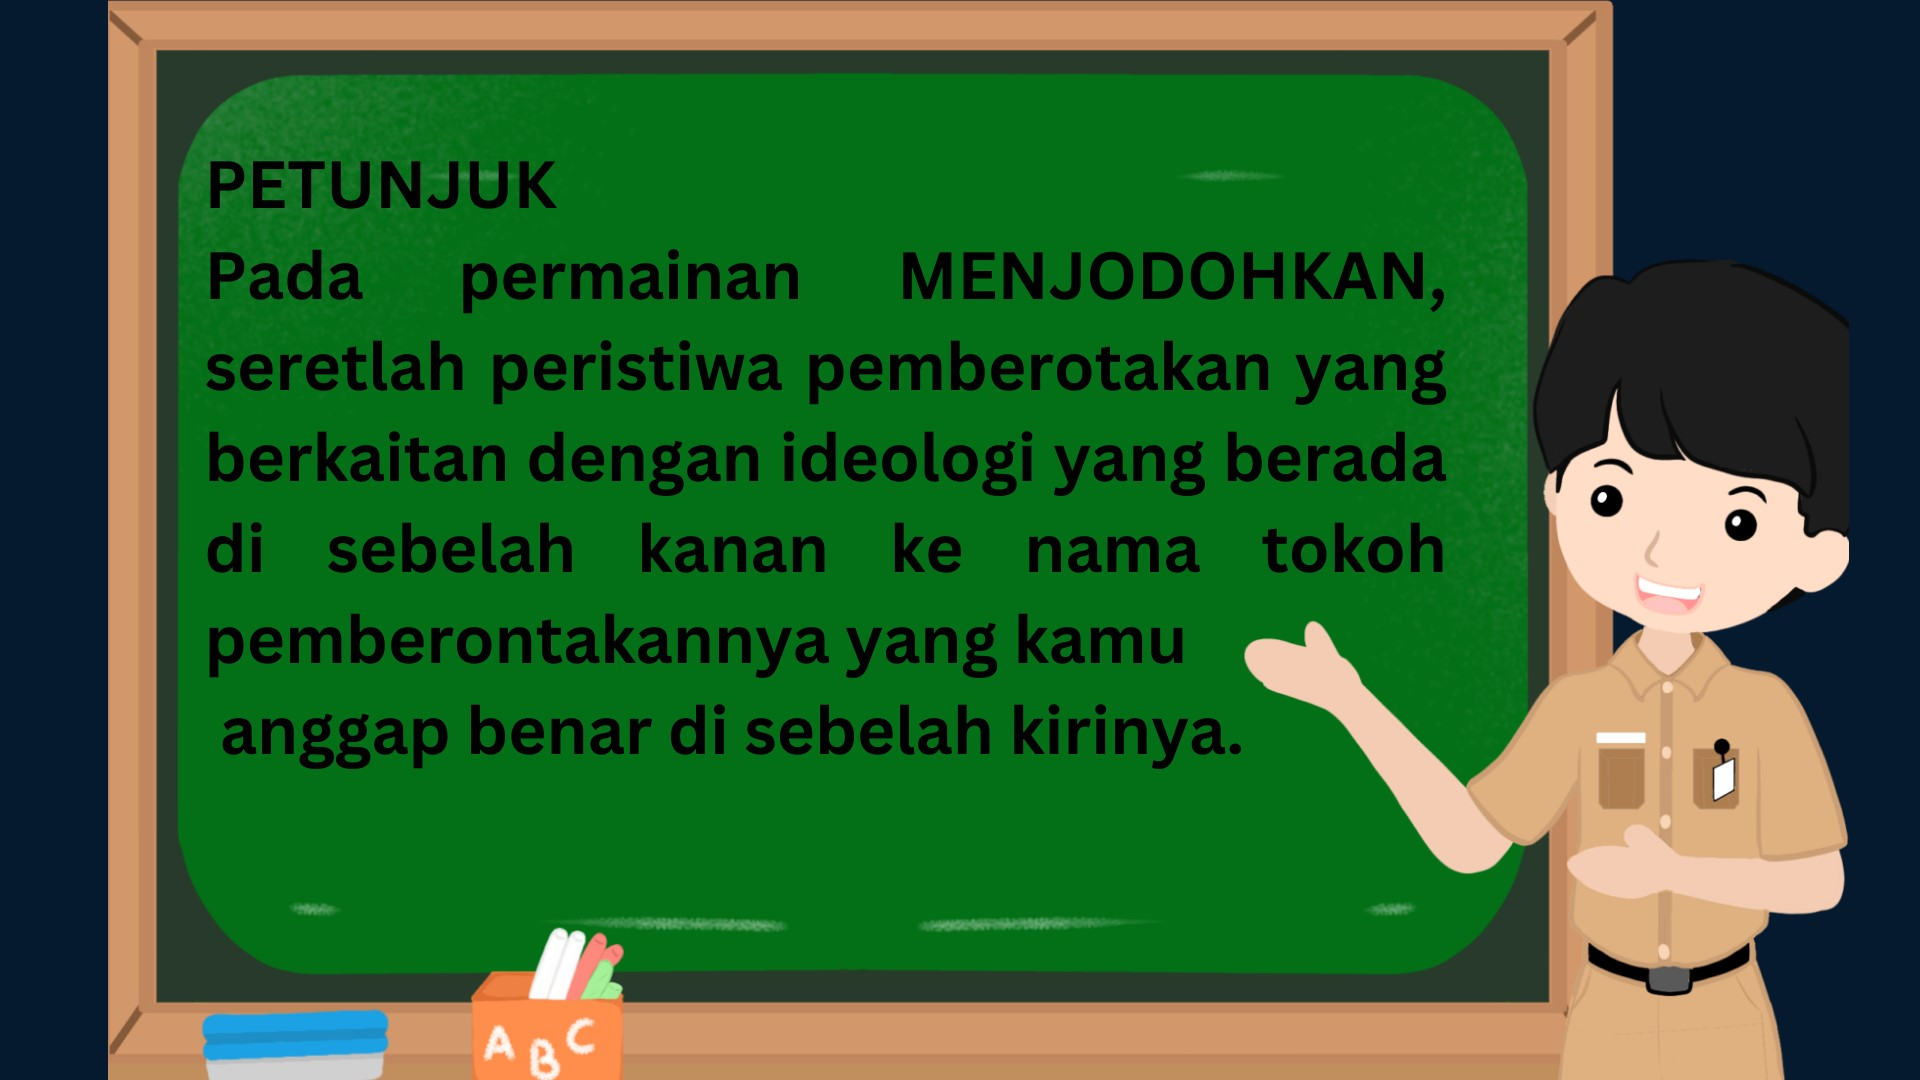 PETUNJUK
Pada permainan MENJODOHKAN,
seretlah peristiwa pemberotakan yang
berkaitan dengan ideologi yang berada
di sebelah kanan ke nama tokoh
pemberontakannya yang kamu
anggap benar di sebelah kirinya.
A B C